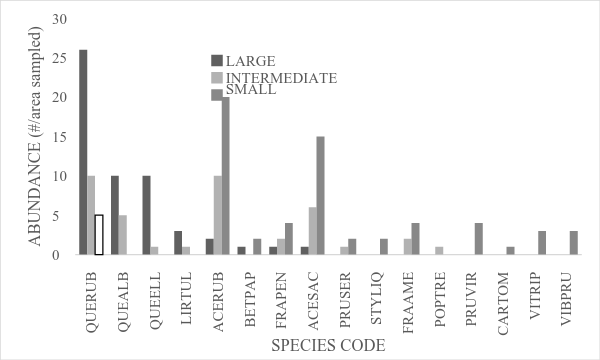 30
25
20
15
10
5
0
ABUNDANCE (#/area sampled)
LARGE
INTERMEDIATE
SMALL
QUERUB
QUEALB
QUEELL
LIRTUL
ACERUB
BETPAP
FRAPEN
ACESAC
PRUSER
STYLIQ
FRAAME
POPTRE
PRUVIR
CARTOM
VITRIP
VIBPRU
SPECIES CODE